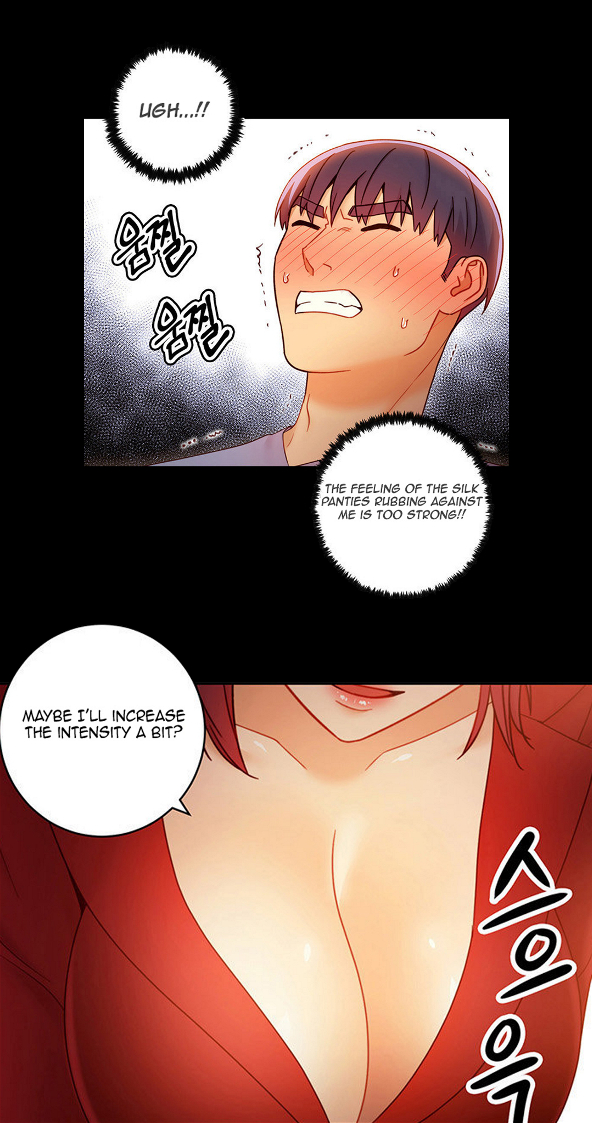 UGH...!!
움찔
움찔
THE FEELING OF THE SILK
PANTIES RUBBING AGAINST
ME IS TOO STRONG!!
MAYBE I'LL INCREASE
THE INTENSITY A BIT?
스으윽